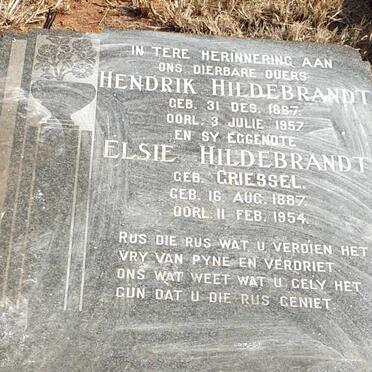 IN TERE HERINNERING AAN
ONS DIERBARE OUERS
HENDRIK HILDEBRANDT
GEB. 31 DES. 1887.
OORL. 3 JULIE 1957
EN SY EGGENOTE
ELSIE HILDEBRANDT
GEB. GRIESSEL.
GEB. 16 AUG. 1887.
OORL. 11 FEB. 1954.
RUS DIE RUS WAT U VERDIEN HET
VRY VAN PYNE EN VERDRIET
ONS WAT WEET WAT U GELY HET
GUN DAT U DIE RUS GENIET.